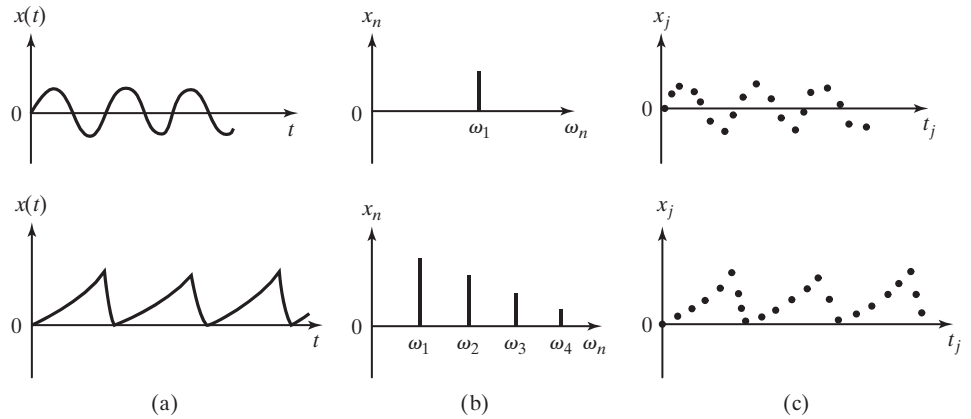 x(t)
0
t
x_n
0
ω_1
ω_n
x_j
0
t_j
x(t)
0
t
x_n
0
ω_1 ω_2 ω_3 ω_4 ω_n
x_j
0
t_j
(a) (b) (c)